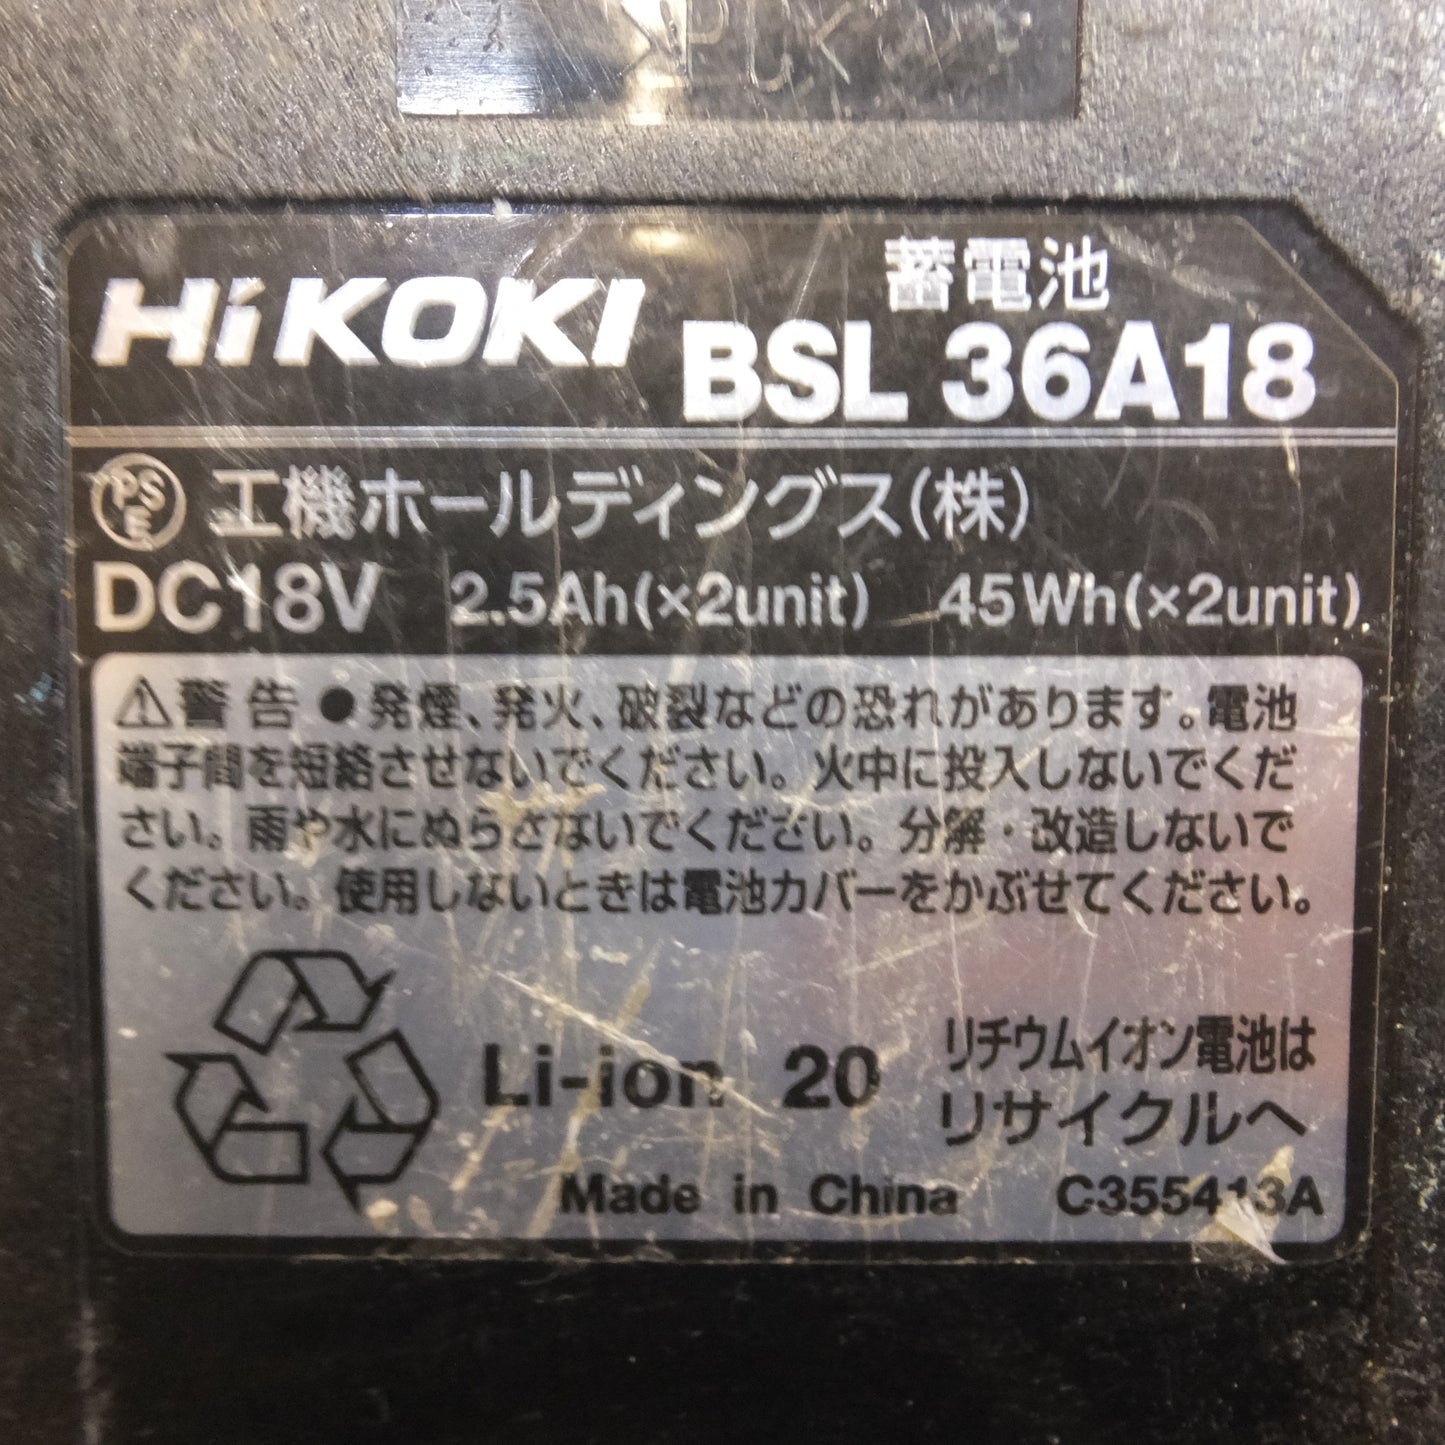 HiKOKI
蓄電池
BSL 36A18
PSE 工機ホールディングス(株)
DC18V 2.5Ah(×2unit) 45Wh(×2unit)
⚠警告 ●発煙、発火、破裂などの恐れがあります。電池
端子間を短絡させないでください。火中に投入しないでくだ
さい。雨や水にぬらさないでください。分解・改造しないで
ください。使用しないときは電池カバーをかぶせてください。
Li-ion 20
リチウムイオン電池は
リサイクルへ
Made in China C355413A